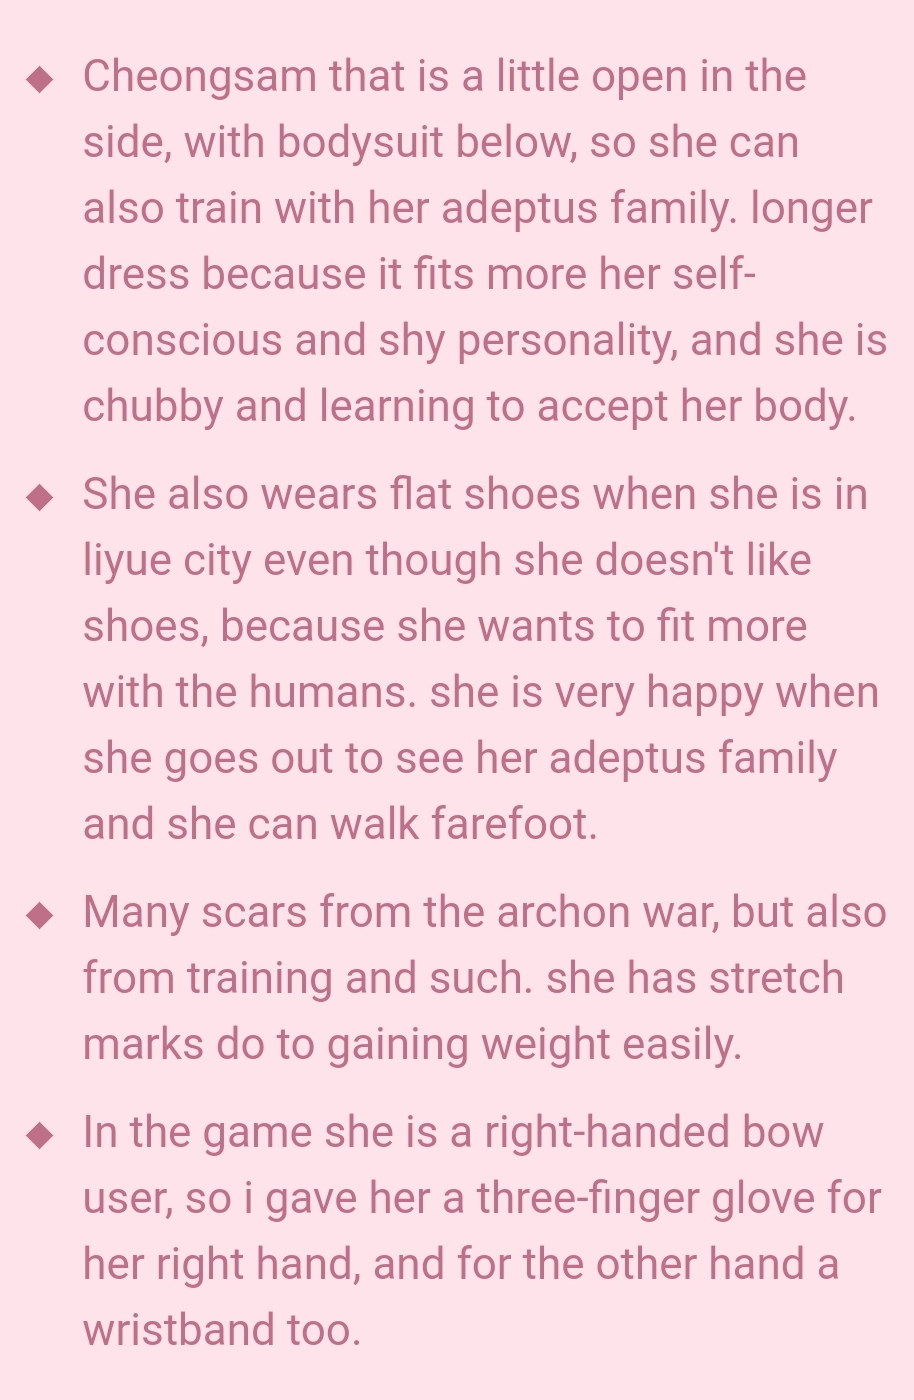 ◆ Cheongsam that is a little open in the
side, with bodysuit below, so she can
also train with her adeptus family. longer
dress because it fits more her self-
conscious and shy personality, and she is
chubby and learning to accept her body.
◆ She also wears flat shoes when she is in
liyue city even though she doesn't like
shoes, because she wants to fit more
with the humans. she is very happy when
she goes out to see her adeptus family
and she can walk farefoot.
◆ Many scars from the archon war, but also
from training and such. she has stretch
marks do to gaining weight easily.
◆ In the game she is a right-handed bow
user, so i gave her a three-finger glove for
her right hand, and for the other hand a
wristband too.